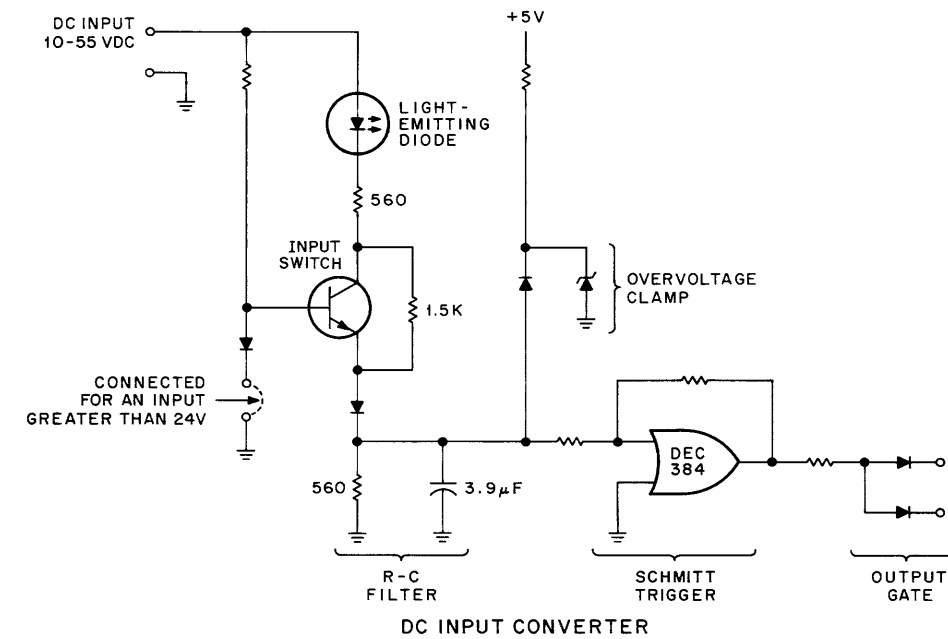 DC INPUT
10-55 VDC
+5V
LIGHT-
EMITTING
DIODE
560
INPUT
SWITCH
1.5K
OVERVOLTAGE
CLAMP
CONNECTED
FOR AN INPUT
GREATER THAN 24V
DEC
384
560
3.9μF
R-C
FILTER
SCHMITT
TRIGGER
OUTPUT
GATE
DC INPUT CONVERTER